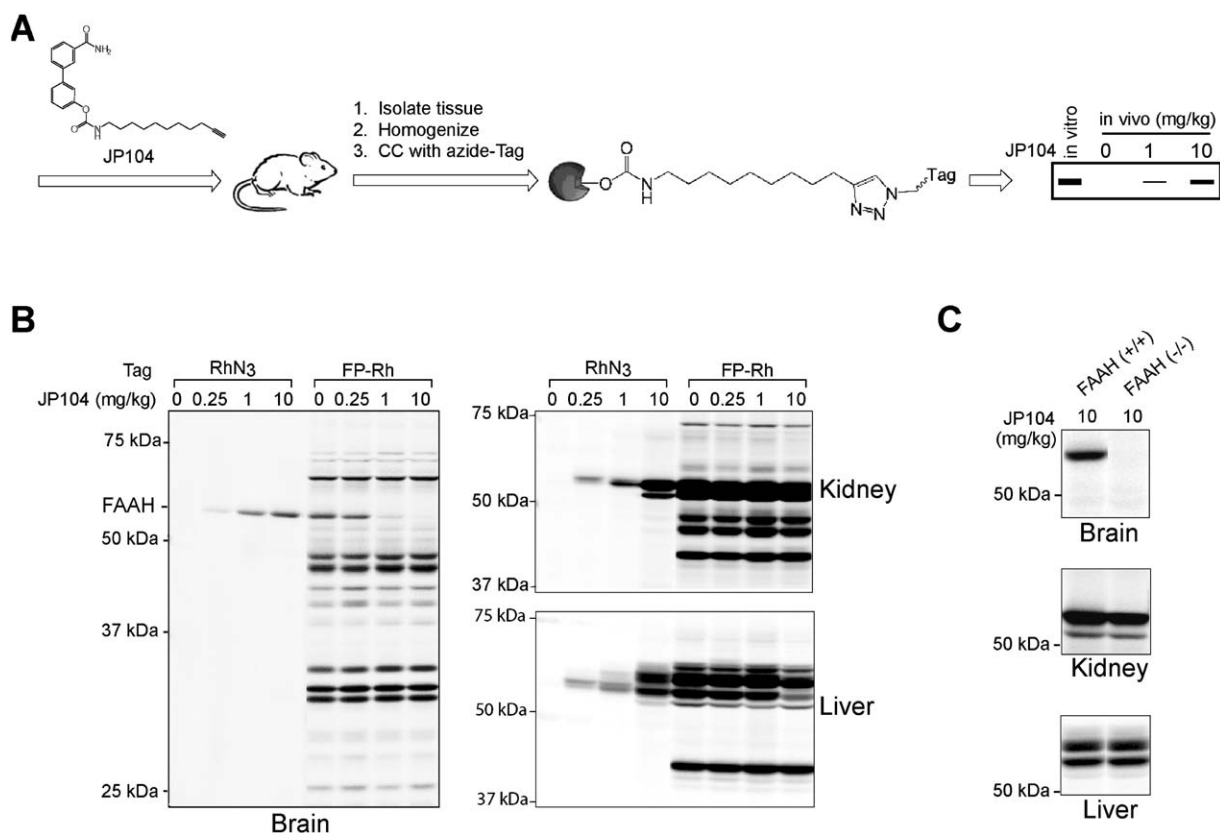 A
O
NH2
O
O
N
H
JP104
1. Isolate tissue
2. Homogenize
3. CC with azide-Tag
O
O
N
H
N
N=N
Tag
in vitro
in vivo (mg/kg)
JP104 0 1 10
B
Tag RhN3 FP-Rh
JP104 (mg/kg) 0 0.25 1 10 0 0.25 1 10
75 kDa
FAAH
50 kDa
37 kDa
25 kDa
Brain
RhN3 FP-Rh
0 0.25 1 10 0 0.25 1 10
75 kDa
50 kDa
37 kDa
Kidney
75 kDa
50 kDa
37 kDa
Liver
C
FAAH (+/+)
FAAH (-/-)
JP104 10 10
(mg/kg)
50 kDa
Brain
50 kDa
Kidney
50 kDa
Liver